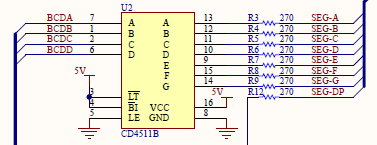 U2
BCDA 7 A A 13 R3 270 SEG-A
BCDB 1 B B 12 R4 270 SEG-B
BCDC 2 C C 11 R5 270 SEG-C
BCDD 6 D D 10 R6 270 SEG-D
E 9 R7 270 SEG-E
F 15 R8 270 SEG-F
5V G 14 R9 270 SEG-G
5V R12 270 SEG-DP
3 LT
4 BI VCC 16
5 LE GND 8
CD4511B